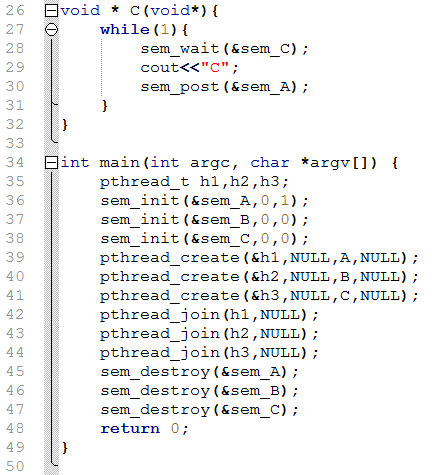 26 void * C(void*){
27     while(1){
28         sem_wait(&sem_C);
29         cout<<"C";
30         sem_post(&sem_A);
31     }
32 }
33
34 int main(int argc, char *argv[]) {
35     pthread_t h1,h2,h3;
36     sem_init(&sem_A,0,1);
37     sem_init(&sem_B,0,0);
38     sem_init(&sem_C,0,0);
39     pthread_create(&h1,NULL,A,NULL);
40     pthread_create(&h2,NULL,B,NULL);
41     pthread_create(&h3,NULL,C,NULL);
42     pthread_join(h1,NULL);
43     pthread_join(h2,NULL);
44     pthread_join(h3,NULL);
45     sem_destroy(&sem_A);
46     sem_destroy(&sem_B);
47     sem_destroy(&sem_C);
48     return 0;
49 }
50